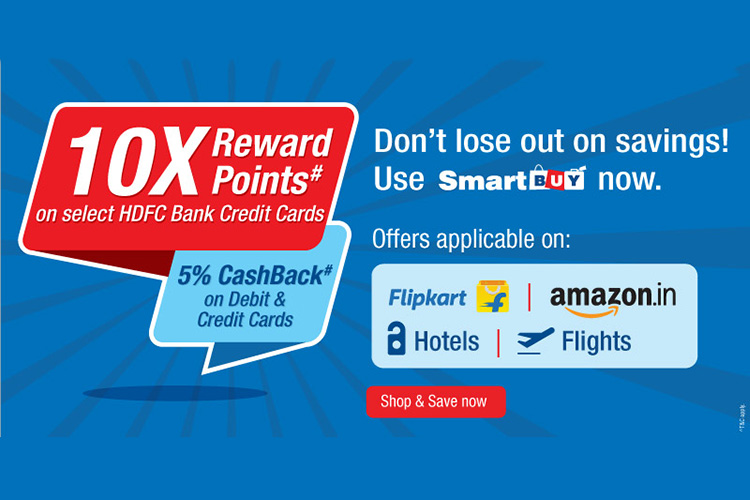 10X Reward
Points#
on select HDFC Bank Credit Cards
5% CashBack#
on Debit &
Credit Cards
Don't lose out on savings!
Use SmartBUY now.
Offers applicable on:
Flipkart | amazon.in
Hotels | Flights
Shop & Save now
#T&C apply